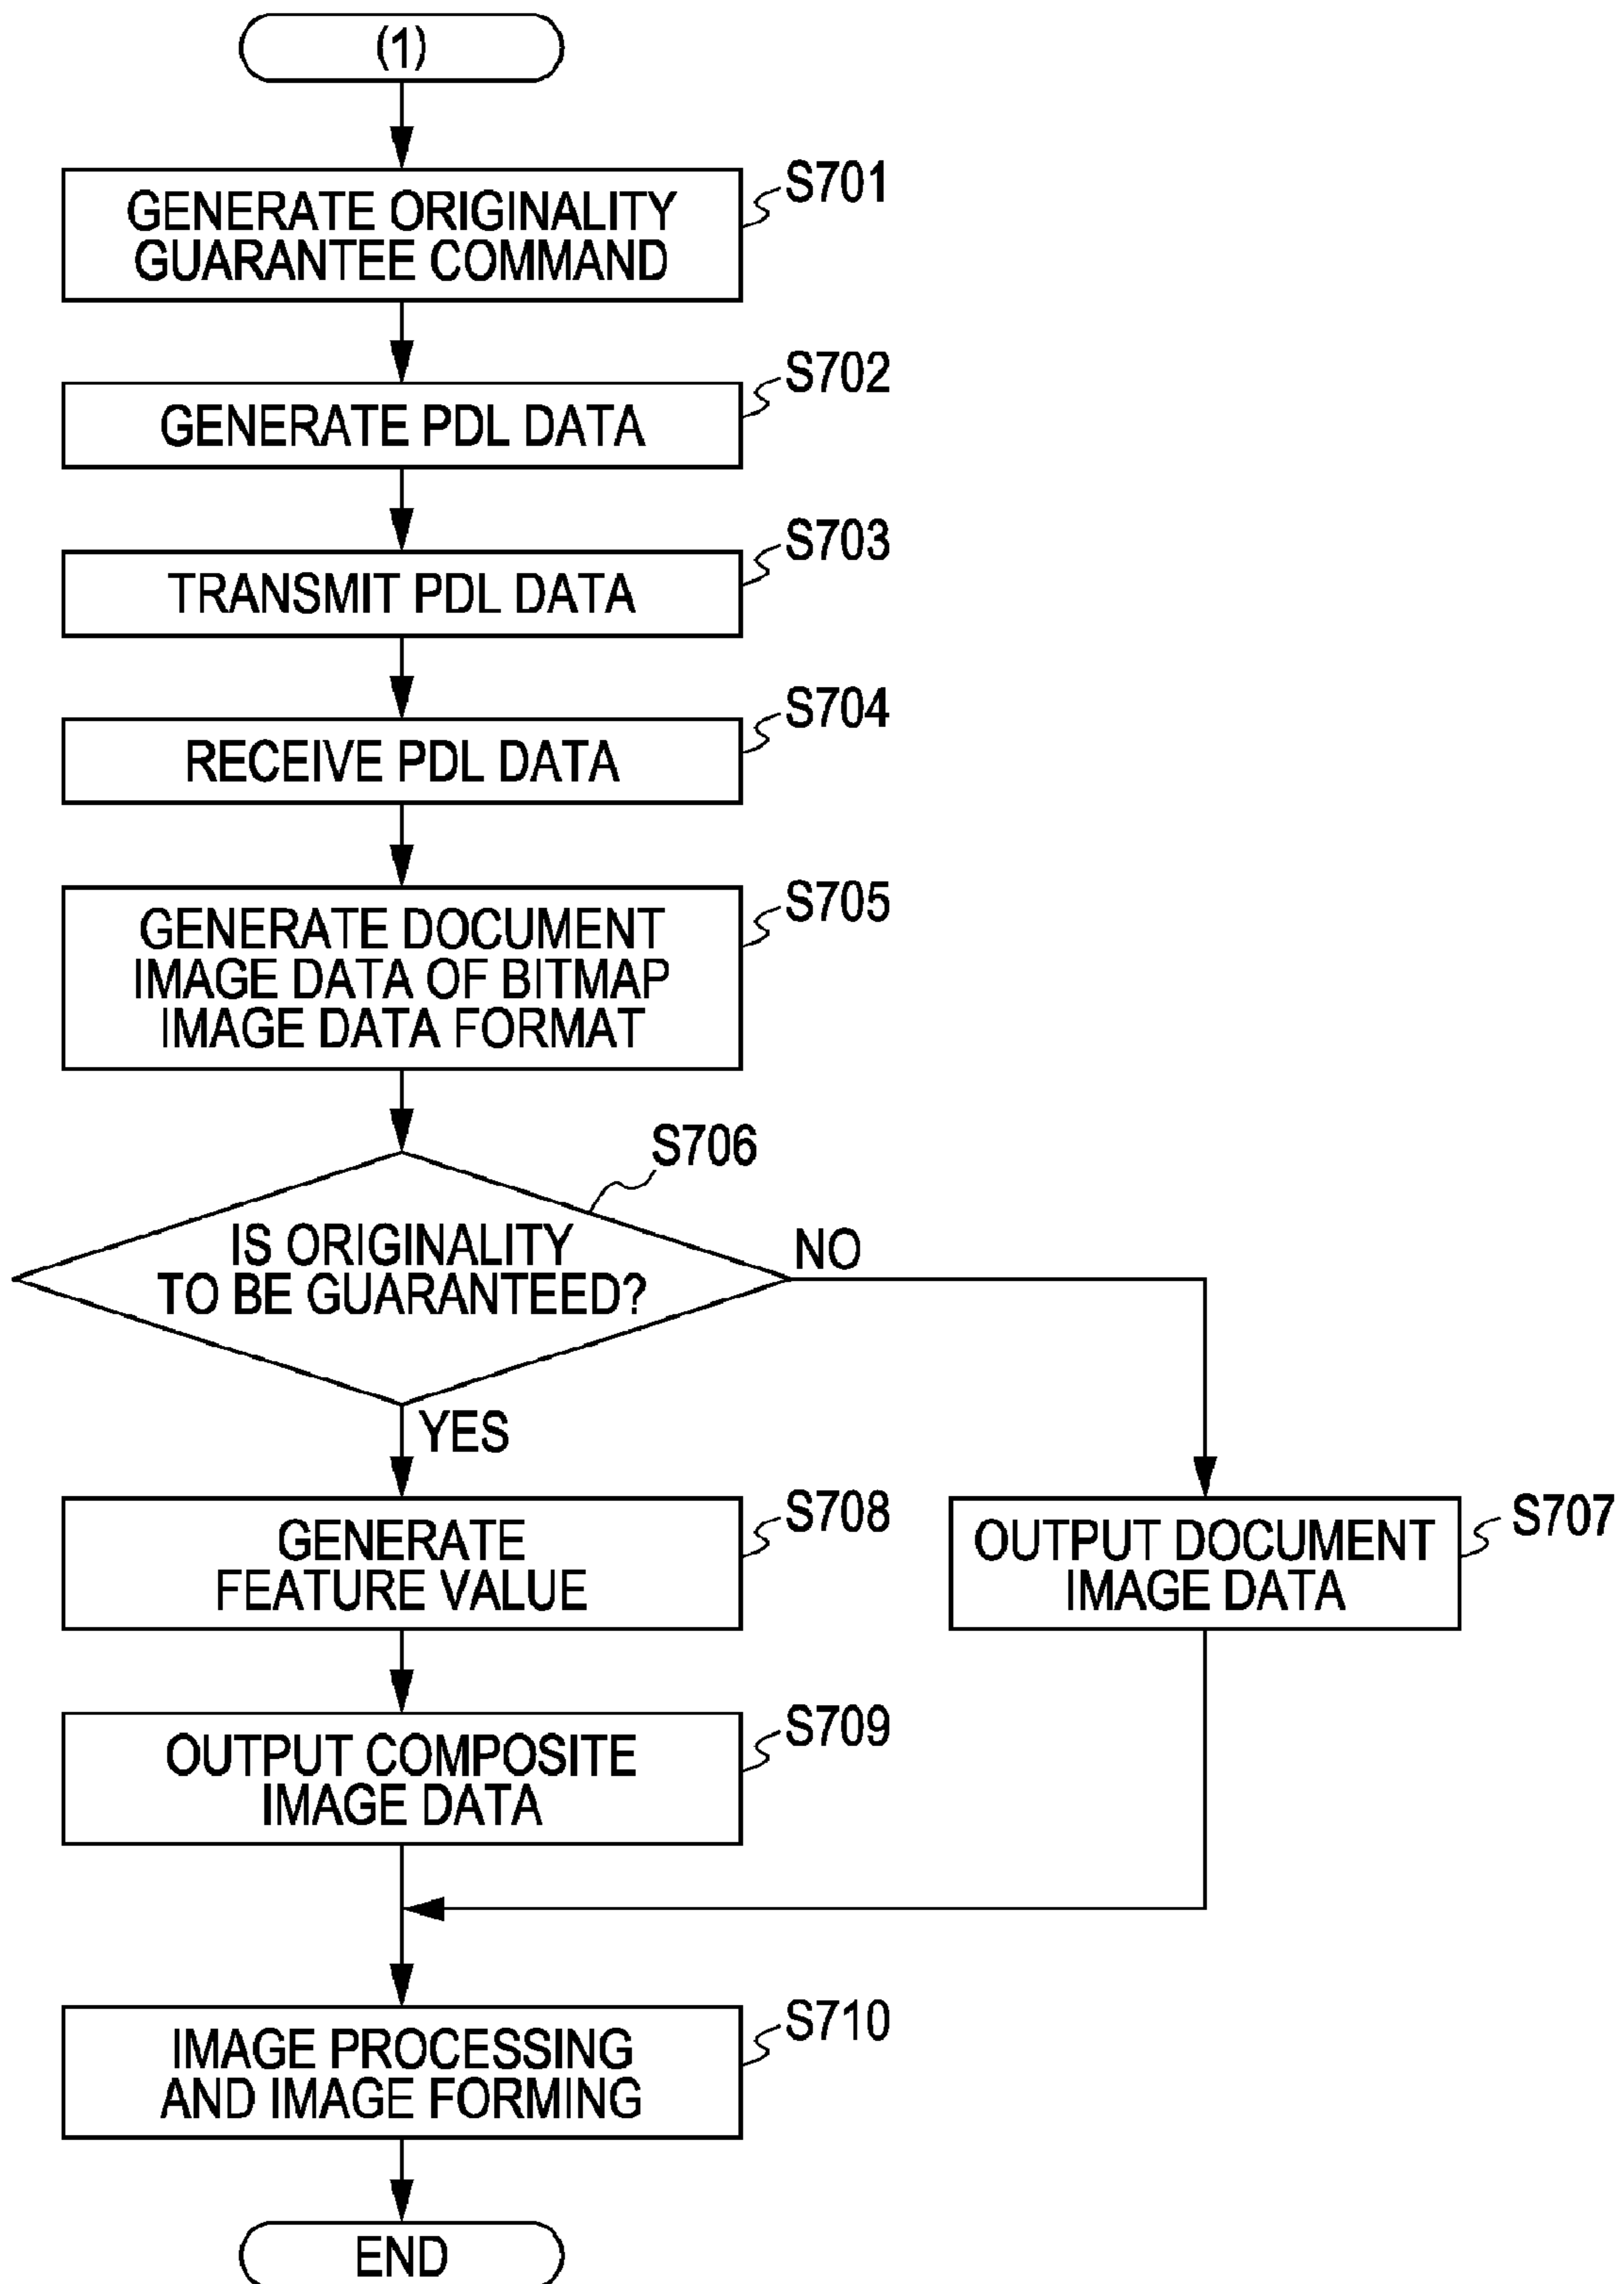 (1)
S701
GENERATE ORIGINALITY
GUARANTEE COMMAND
S702
GENERATE PDL DATA
S703
TRANSMIT PDL DATA
S704
RECEIVE PDL DATA
S705
GENERATE DOCUMENT
IMAGE DATA OF BITMAP
IMAGE DATA FORMAT
S706
IS ORIGINALITY
TO BE GUARANTEED?
NO
YES
S708
GENERATE
FEATURE VALUE
S707
OUTPUT DOCUMENT
IMAGE DATA
S709
OUTPUT COMPOSITE
IMAGE DATA
S710
IMAGE PROCESSING
AND IMAGE FORMING
END